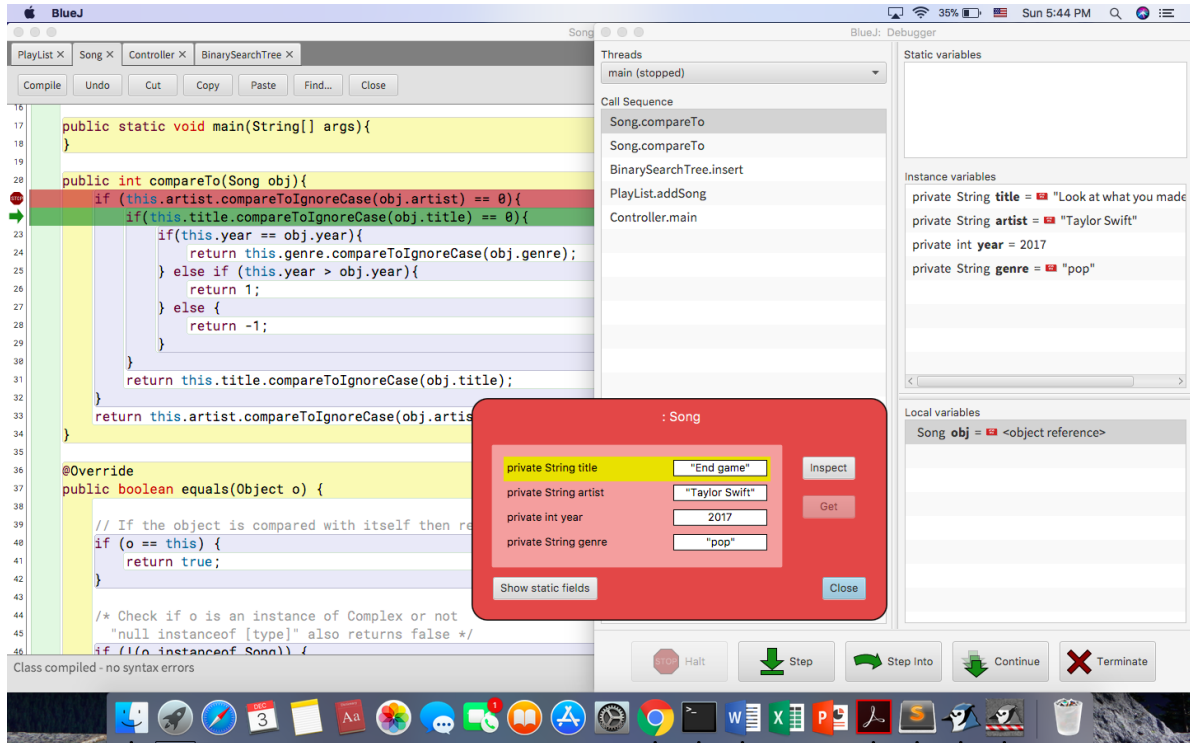 BlueJ
35%
Sun 5:44 PM
Song
BlueJ: Debugger
PlayList ×
Song ×
Controller ×
BinarySearchTree ×
Compile
Undo
Cut
Copy
Paste
Find...
Close
16
17 public static void main(String[] args){
18 }
19
20 public int compareTo(Song obj){
STOP if (this.artist.compareToIgnoreCase(obj.artist) == 0){
if(this.title.compareToIgnoreCase(obj.title) == 0){
23 if(this.year == obj.year){
24 return this.genre.compareToIgnoreCase(obj.genre);
25 } else if (this.year > obj.year){
26 return 1;
27 } else {
28 return -1;
29 }
30 }
31 return this.title.compareToIgnoreCase(obj.title);
32 }
33 return this.artist.compareToIgnoreCase(obj.artis
34 }
35
36 @Override
37 public boolean equals(Object o) {
38
39 // If the object is compared with itself then re
40 if (o == this) {
41 return true;
42 }
43
44 /* Check if o is an instance of Complex or not
45 "null instanceof [type]" also returns false */
46 if (!(o instanceof Song)) {
Class compiled - no syntax errors
Threads
main (stopped)
Call Sequence
Song.compareTo
Song.compareTo
BinarySearchTree.insert
PlayList.addSong
Controller.main
Static variables
Instance variables
private String title = "Look at what you made
private String artist = "Taylor Swift"
private int year = 2017
private String genre = "pop"
Local variables
Song obj = <object reference>
: Song
private String title "End game"
private String artist "Taylor Swift"
private int year 2017
private String genre "pop"
Inspect
Get
Show static fields
Close
STOP Halt
Step
Step Into
Continue
Terminate
DEC
3
Aa
1
W
X
P
S